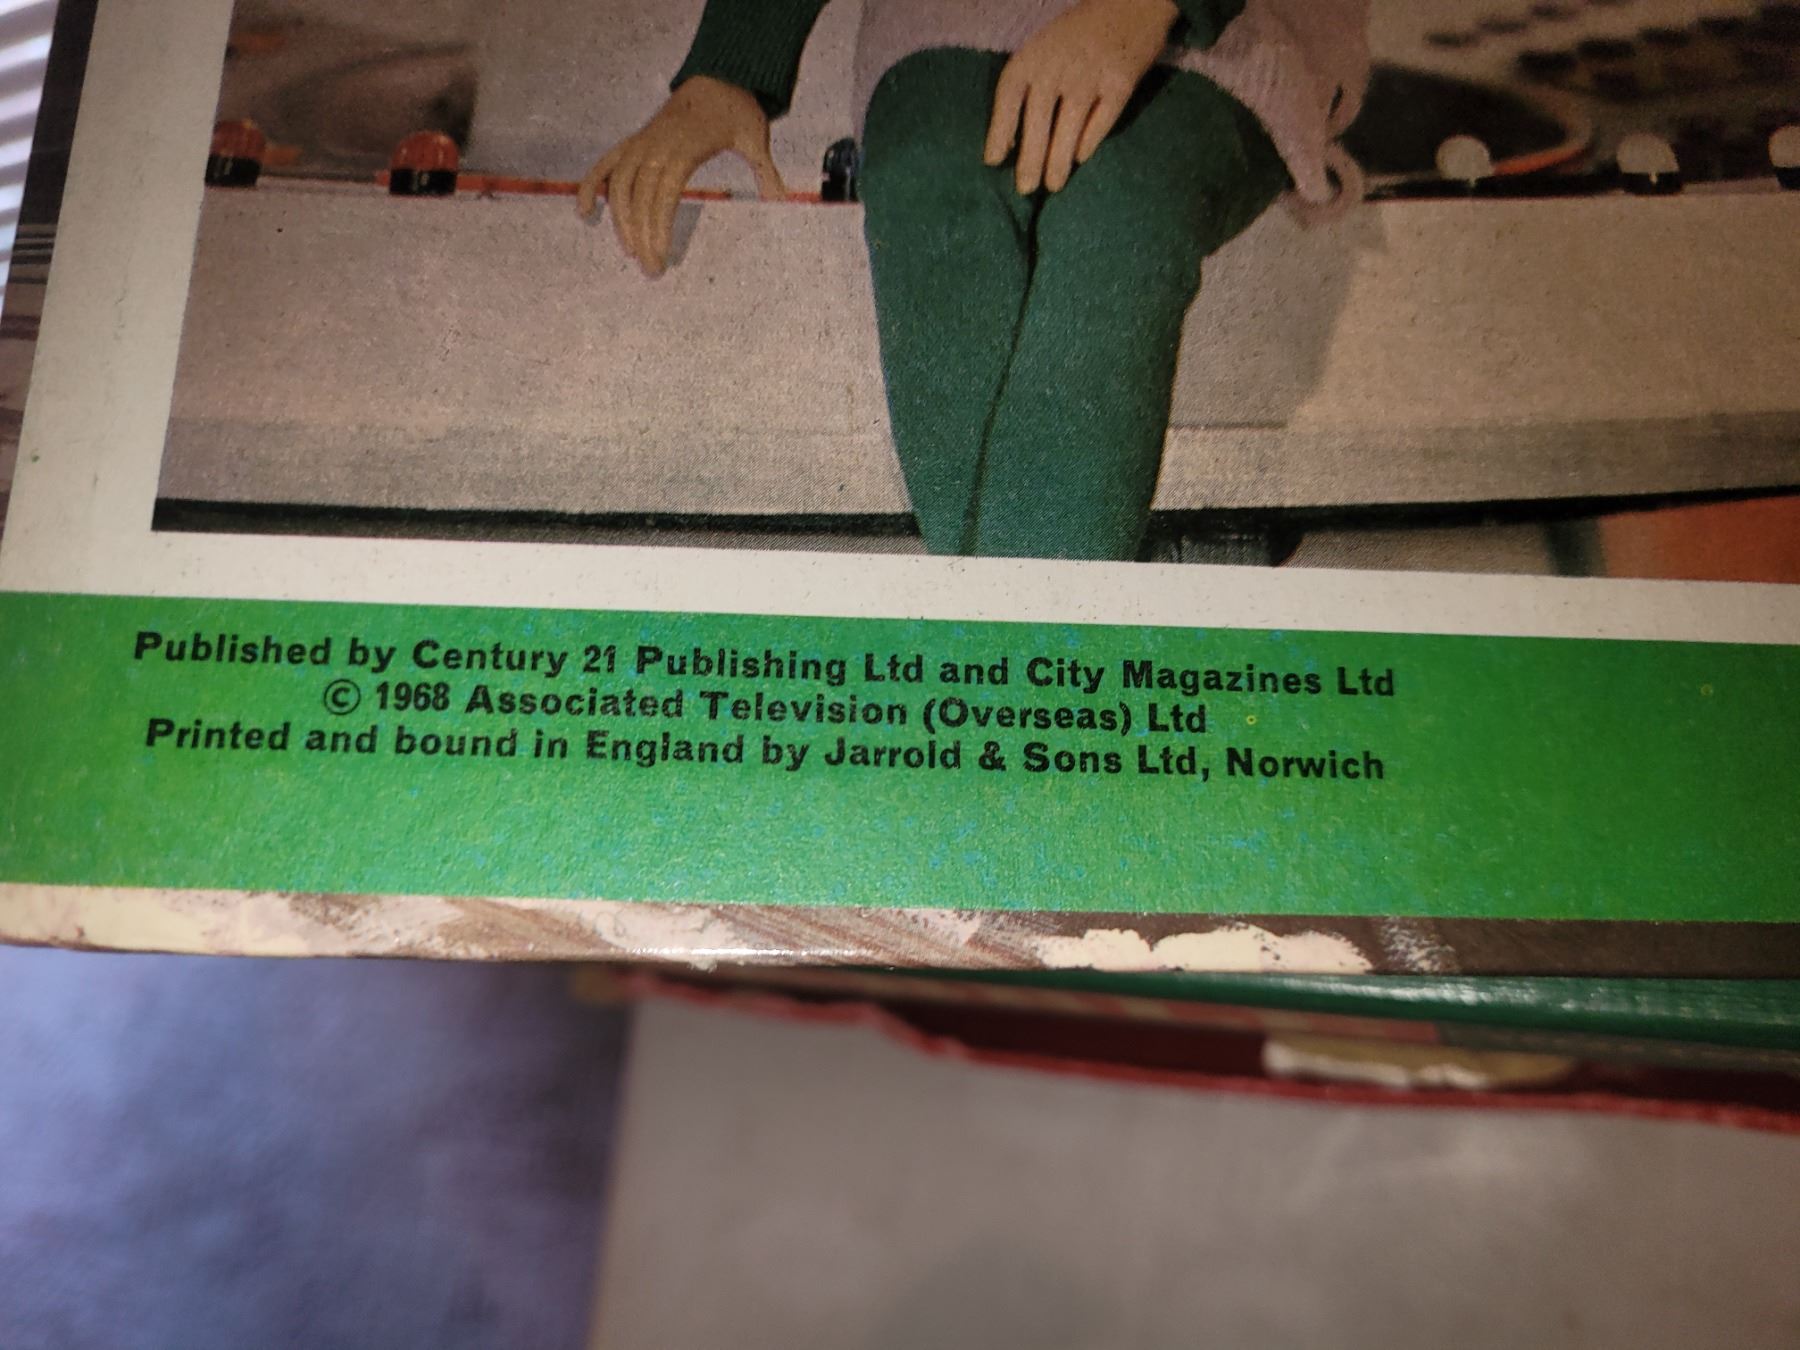 Published by Century 21 Publishing Ltd and City Magazines Ltd
© 1968 Associated Television (Overseas) Ltd
Printed and bound in England by Jarrold & Sons Ltd, Norwich